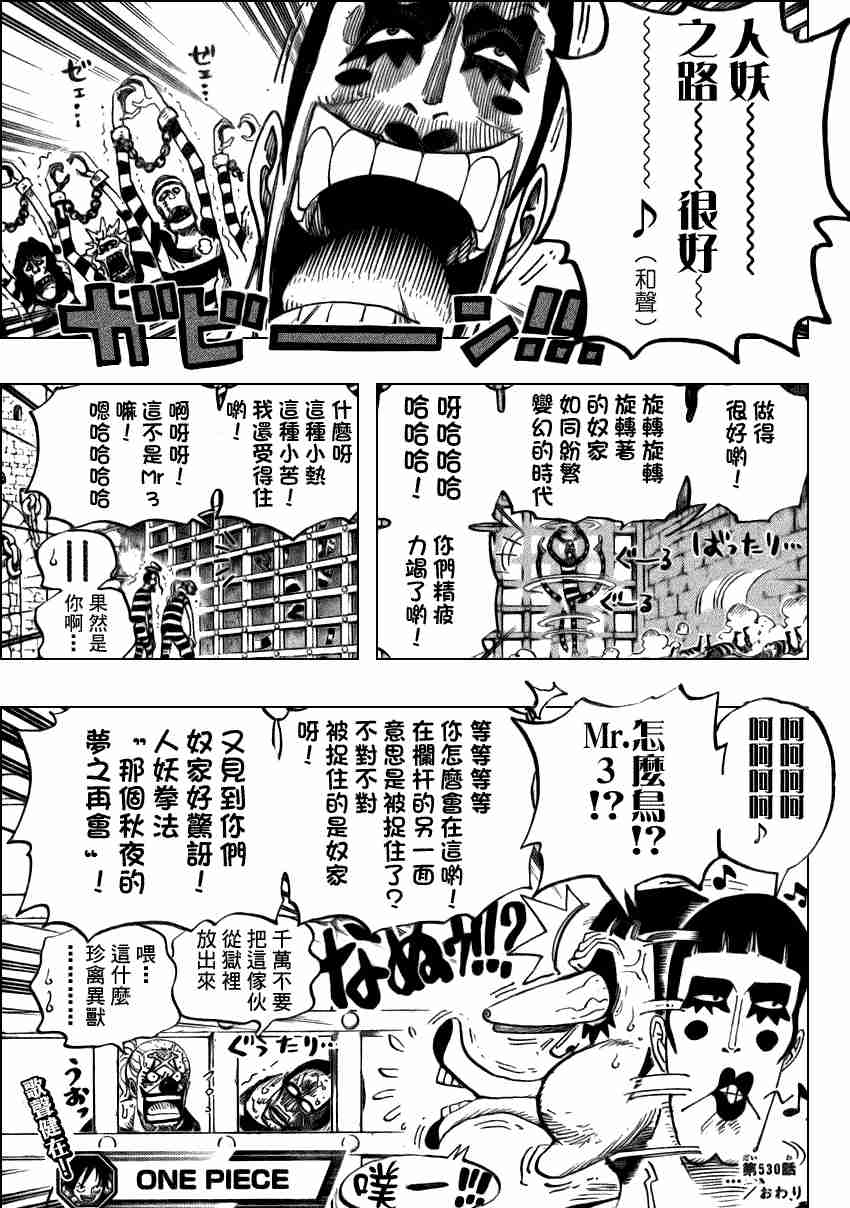 人妖
之路 很好
♪(和聲)
ゼェ…
ゼェ…
ガビーン!!!
做得
很好喲！
旋轉旋轉
旋轉著
的奴家
如同紛繁
變幻的時代
呀哈哈哈
哈哈哈！
你們精疲
力竭了喲！
ばったり…
ぐーる
ぐーる
什麼呀
這種小熱
這種小苦！
我還受得住
喲！
啊呀呀！
這不是Mr3
嘛！
嗯哈哈哈哈
!!
果然是
你啊…
呵呵呵呵
呵呵呵呵♪
怎麼鳥!?
Mr.3!?
等等等等
你怎麼會在這喲！
在欄杆的另一面
意思是被捉住了？
不對不對
被捉住的是奴家
呀！
又見到你們
奴家好驚訝！
人妖拳法
"那個秋夜的
夢之再會"！
なぬゥ!!!?
千萬不要
把這傢伙
從獄裡
放出來
喂…
這什麼
珍禽異獸
…………
ぐったり…
うおっ
噗一!!!
歌聲健在！
ONE PIECE
第530話
…／おわり